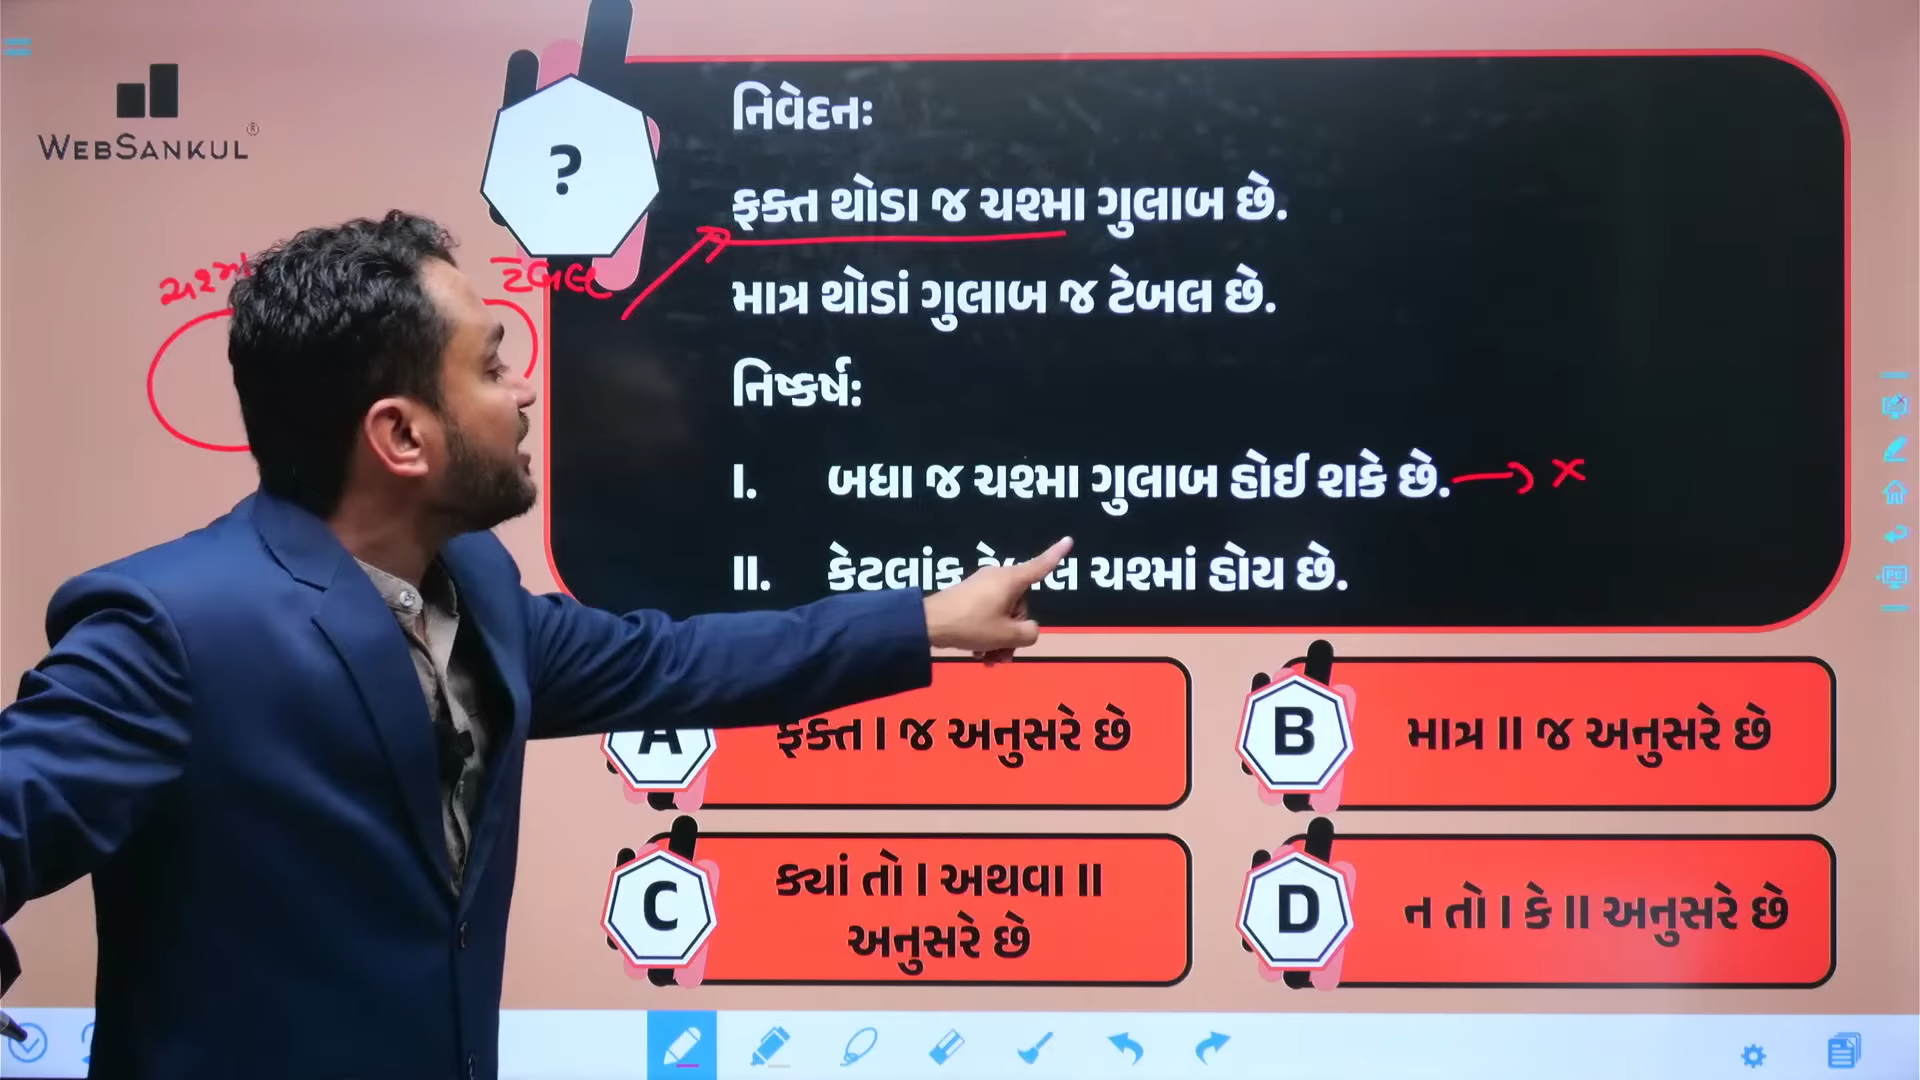 WEBSANKUL®
?
નિવેદનઃ
ફક્ત થોડા જ ચશ્મા ગુલાબ છે.
માત્ર થોડાં ગુલાબ જ ટેબલ છે.
નિષ્કર્ષઃ
I. બધા જ ચશ્મા ગુલાબ હોઈ શકે છે. → ×
II. કેટલાંક ચશ્માં હોય છે.
ટેબલ
A ફક્ત I જ અનુસરે છે
B માત્ર II જ અનુસરે છે
C ક્યાં તો I અથવા II
અનુસરે છે
D ન તો I કે II અનુસરે છે